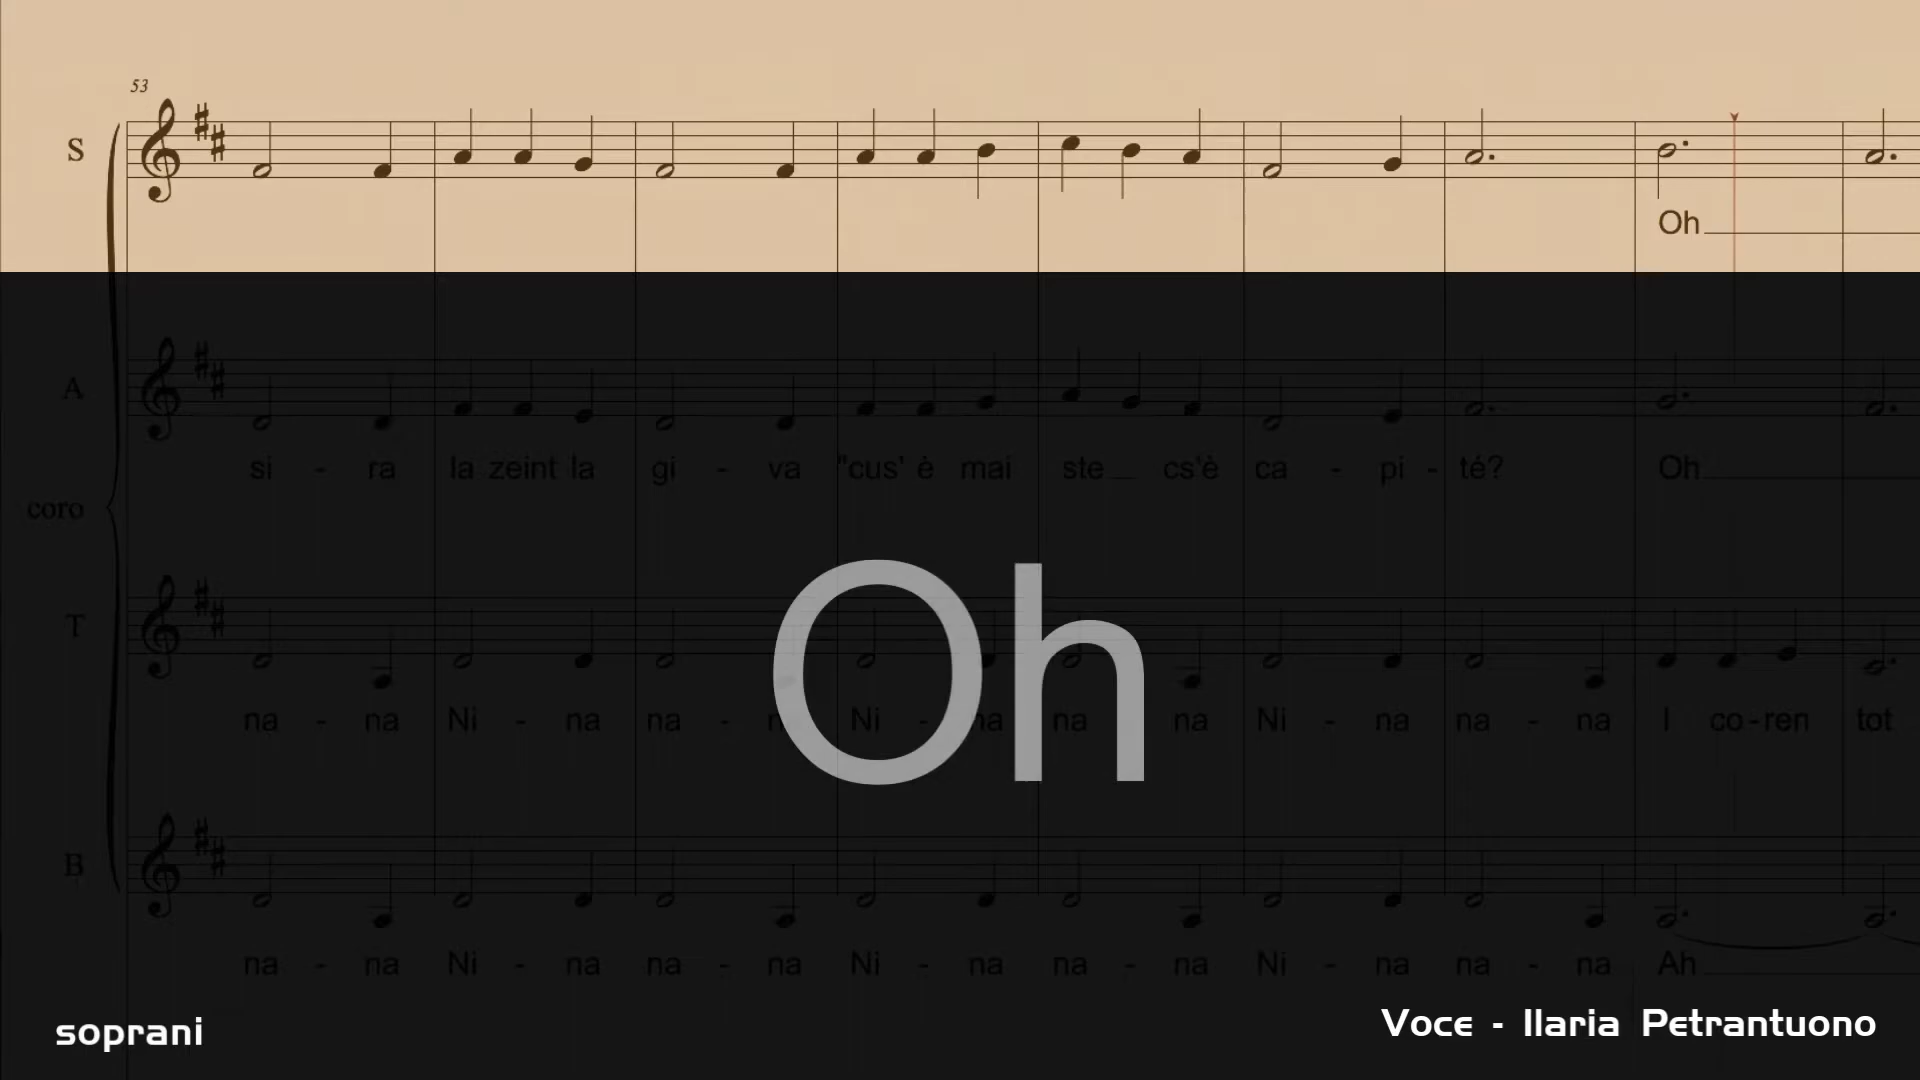 53
S
Oh
A
si - ra la zeint la gi - va "cus' è mai ste cs'è ca - pi - té? Oh
coro
Oh
T
na - na Ni - na na - na Ni - na na na Ni - na na - na I co-ren tot
B
na - na Ni - na na - na Ni - na na - na Ni - na na - na Ah
soprani
Voce - Ilaria Petrantuono